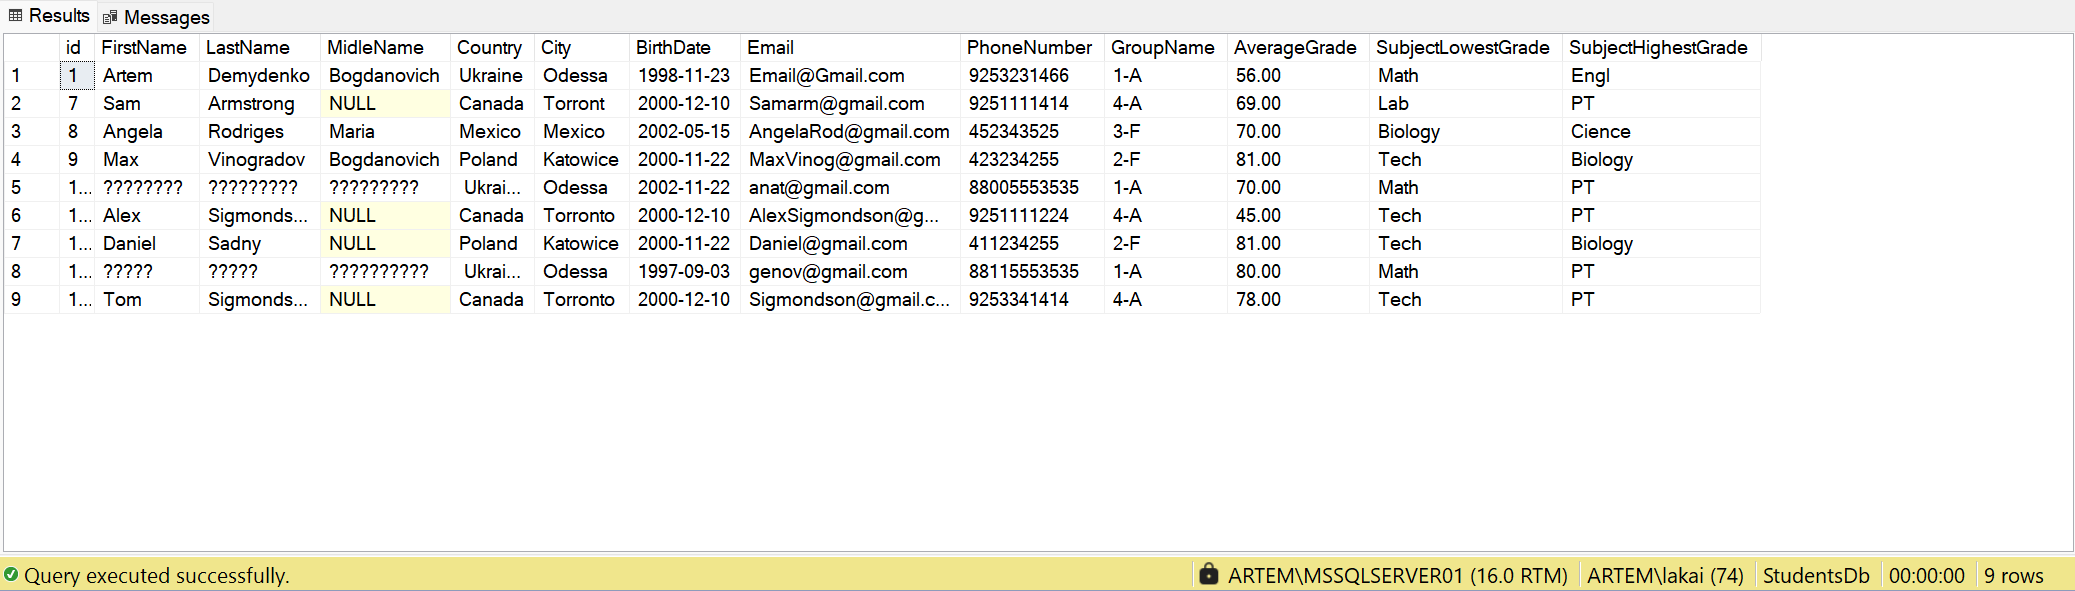 Results Messages
id FirstName LastName MidleName Country City BirthDate Email PhoneNumber GroupName AverageGrade SubjectLowestGrade SubjectHighestGrade
1 1 Artem Demydenko Bogdanovich Ukraine Odessa 1998-11-23 Email@Gmail.com 9253231466 1-A 56.00 Math Engl
2 7 Sam Armstrong NULL Canada Torront 2000-12-10 Samarm@gmail.com 9251111414 4-A 69.00 Lab PT
3 8 Angela Rodriges Maria Mexico Mexico 2002-05-15 AngelaRod@gmail.com 452343525 3-F 70.00 Biology Cience
4 9 Max Vinogradov Bogdanovich Poland Katowice 2000-11-22 MaxVinog@gmail.com 423234255 2-F 81.00 Tech Biology
5 1... ???????? ????????? ????????? Ukrai... Odessa 2002-11-22 anat@gmail.com 88005553535 1-A 70.00 Math PT
6 1... Alex Sigmonds... NULL Canada Torronto 2000-12-10 AlexSigmondson@g... 9251111224 4-A 45.00 Tech PT
7 1... Daniel Sadny NULL Poland Katowice 2000-11-22 Daniel@gmail.com 411234255 2-F 81.00 Tech Biology
8 1... ????? ????? ?????????? Ukrai... Odessa 1997-09-03 genov@gmail.com 88115553535 1-A 80.00 Math PT
9 1... Tom Sigmonds... NULL Canada Torronto 2000-12-10 Sigmondson@gmail.c... 9253341414 4-A 78.00 Tech PT
Query executed successfully. ARTEM\MSSQLSERVER01 (16.0 RTM) ARTEM\lakai (74) StudentsDb 00:00:00 9 rows